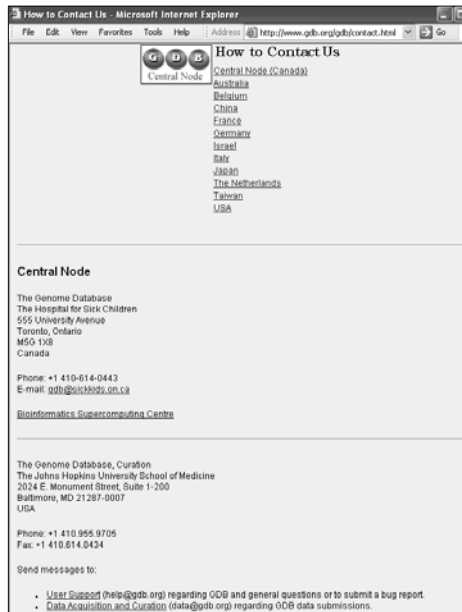 How to Contact Us - Microsoft Internet Explorer
File Edit View Favorites Tools Help Address http://www.gdb.org/gdb/contact.html Go
GDB
Central Node
How to Contact Us
Central Node (Canada)
Australia
Belgium
China
France
Germany
Israel
Italy
Japan
The Netherlands
Taiwan
USA
Central Node
The Genome Database
The Hospital for Sick Children
555 University Avenue
Toronto, Ontario
M5G 1X8
Canada
Phone: +1 410-614-0443
E-mail: gdb@sickkids.on.ca
Bioinformatics Supercomputing Centre
The Genome Database, Curation
The Johns Hopkins University School of Medicine
2024 E. Monument Street, Suite 1-200
Baltimore, MD 21287-0007
USA
Phone: +1 410.955.9705
Fax: +1 410.614.0434
Send messages to:
• User Support (help@gdb.org) regarding GDB and general questions or to submit a bug report.
• Data Acquisition and Curation (data@gdb.org) regarding GDB data submissions.